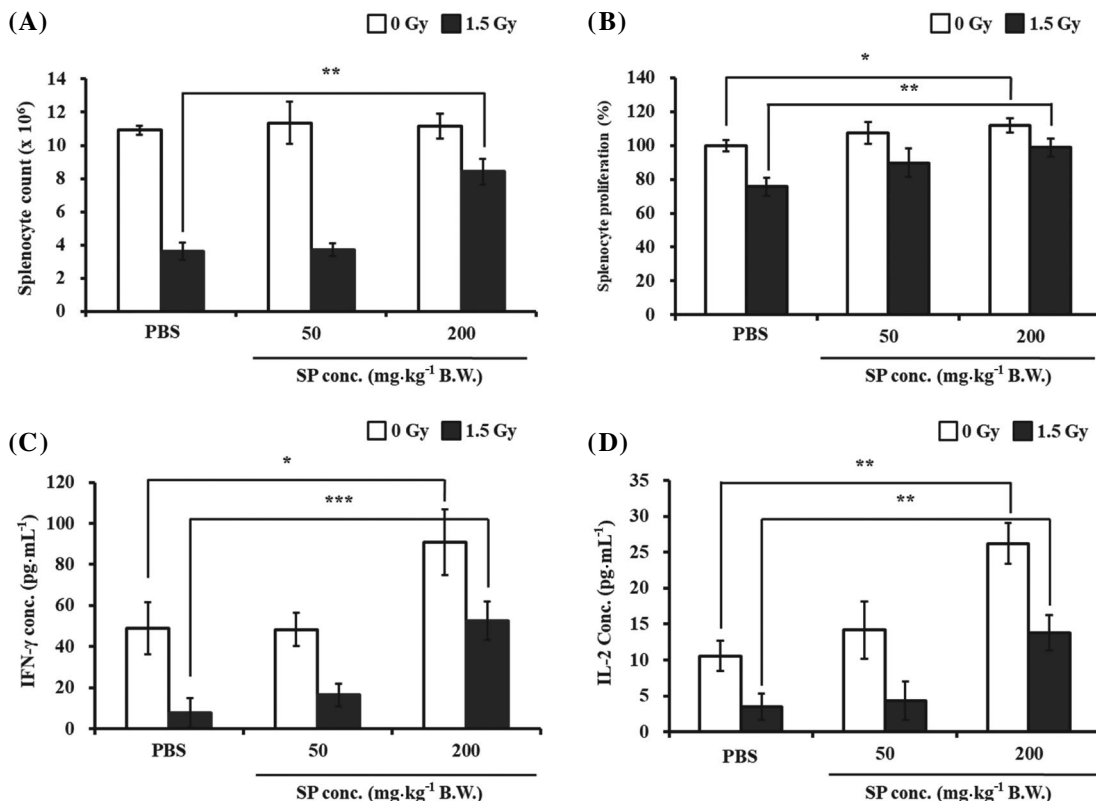 (A)
0 Gy 1.5 Gy
**
Splenocyte count (x 10⁶)
14
12
10
8
6
4
2
0
PBS 50 200
SP conc. (mg·kg⁻¹ B.W.)
(B)
0 Gy 1.5 Gy
*
**
Splenocyte proliferation (%)
160
140
120
100
80
60
40
20
0
PBS 50 200
SP conc. (mg·kg⁻¹ B.W.)
(C)
0 Gy 1.5 Gy
*
***
IFN-γ conc. (pg·mL⁻¹)
120
100
80
60
40
20
0
PBS 50 200
SP conc. (mg·kg⁻¹ B.W.)
(D)
0 Gy 1.5 Gy
**
**
IL-2 Conc. (pg·mL⁻¹)
35
30
25
20
15
10
5
0
PBS 50 200
SP conc. (mg·kg⁻¹ B.W.)